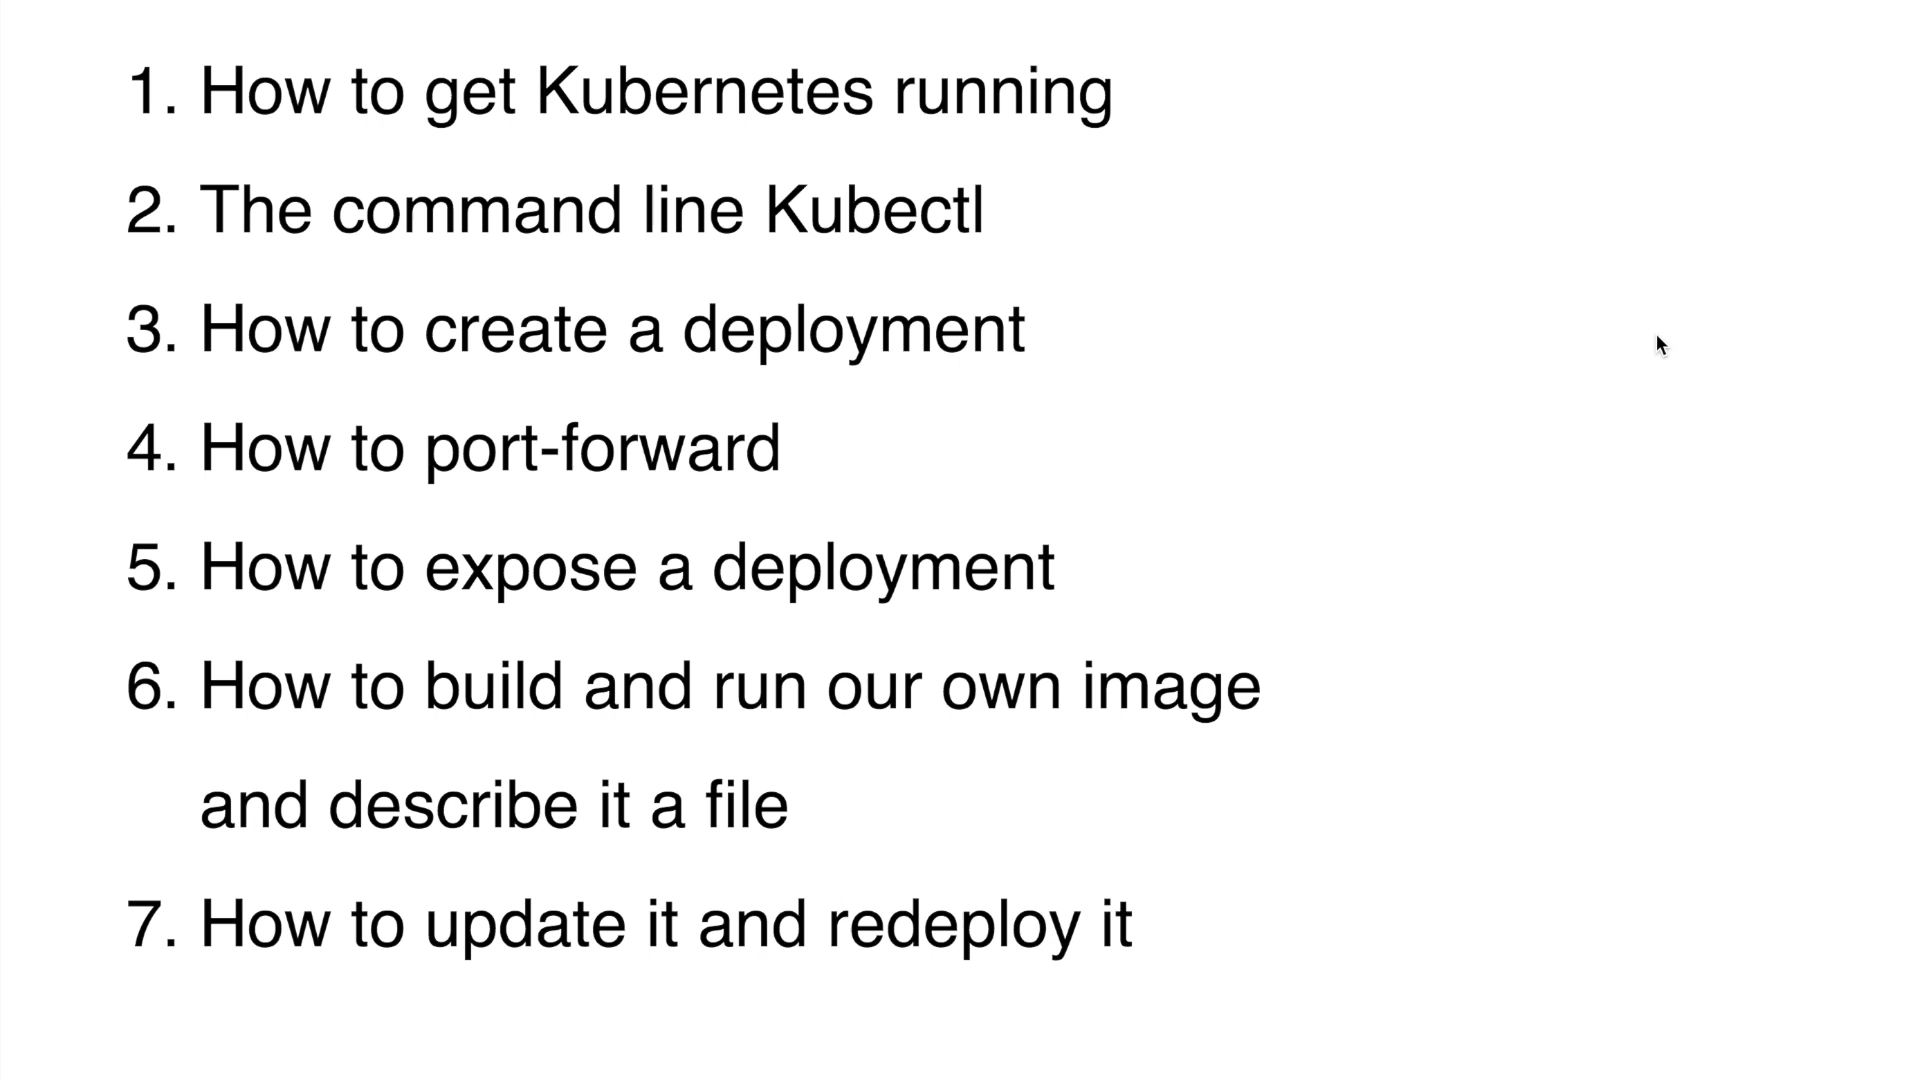 1. How to get Kubernetes running
2. The command line Kubectl
3. How to create a deployment
4. How to port-forward
5. How to expose a deployment
6. How to build and run our own image
and describe it a file
7. How to update it and redeploy it